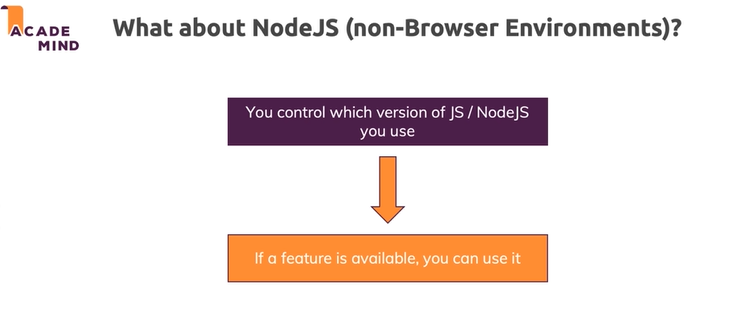 ACADE
MIND
What about NodeJS (non-Browser Environments)?
You control which version of JS / NodeJS
you use
If a feature is available, you can use it